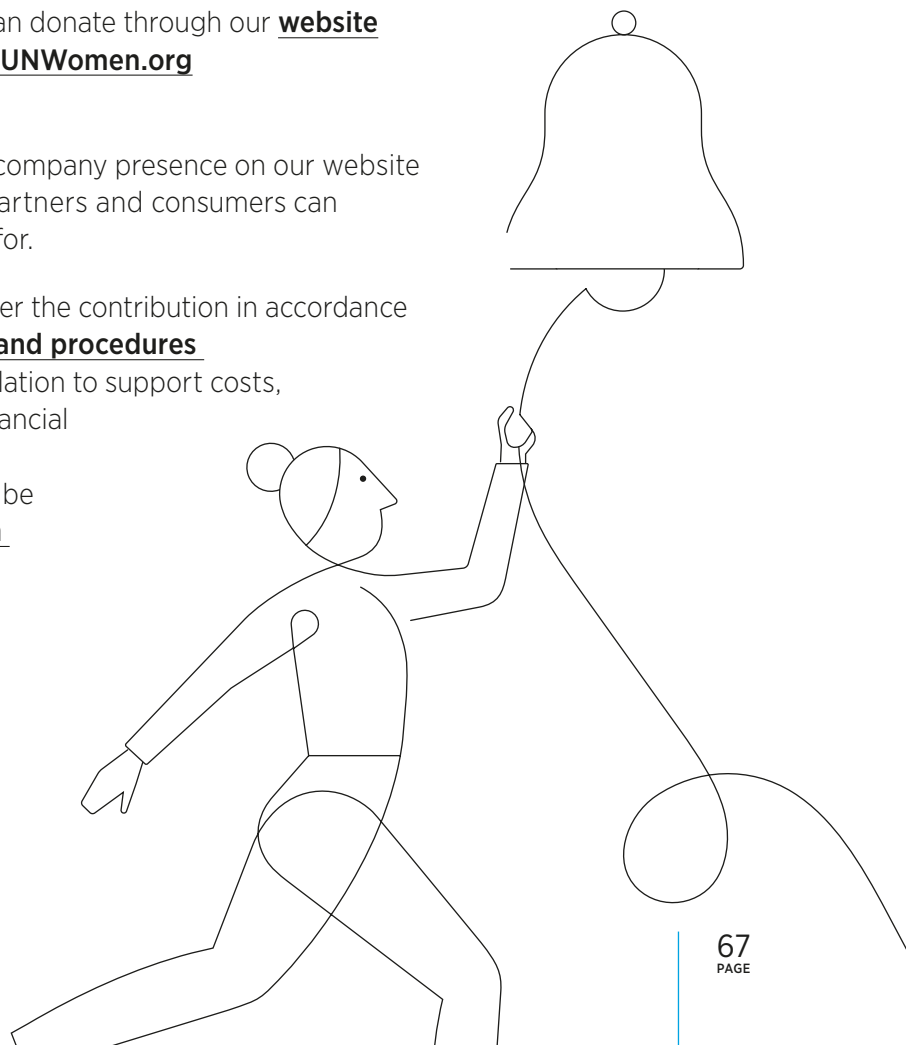 an donate through our website
UNWomen.org
company presence on our website
artners and consumers can
for.
er the contribution in accordance
and procedures
lation to support costs,
ancial
be
67
PAGE